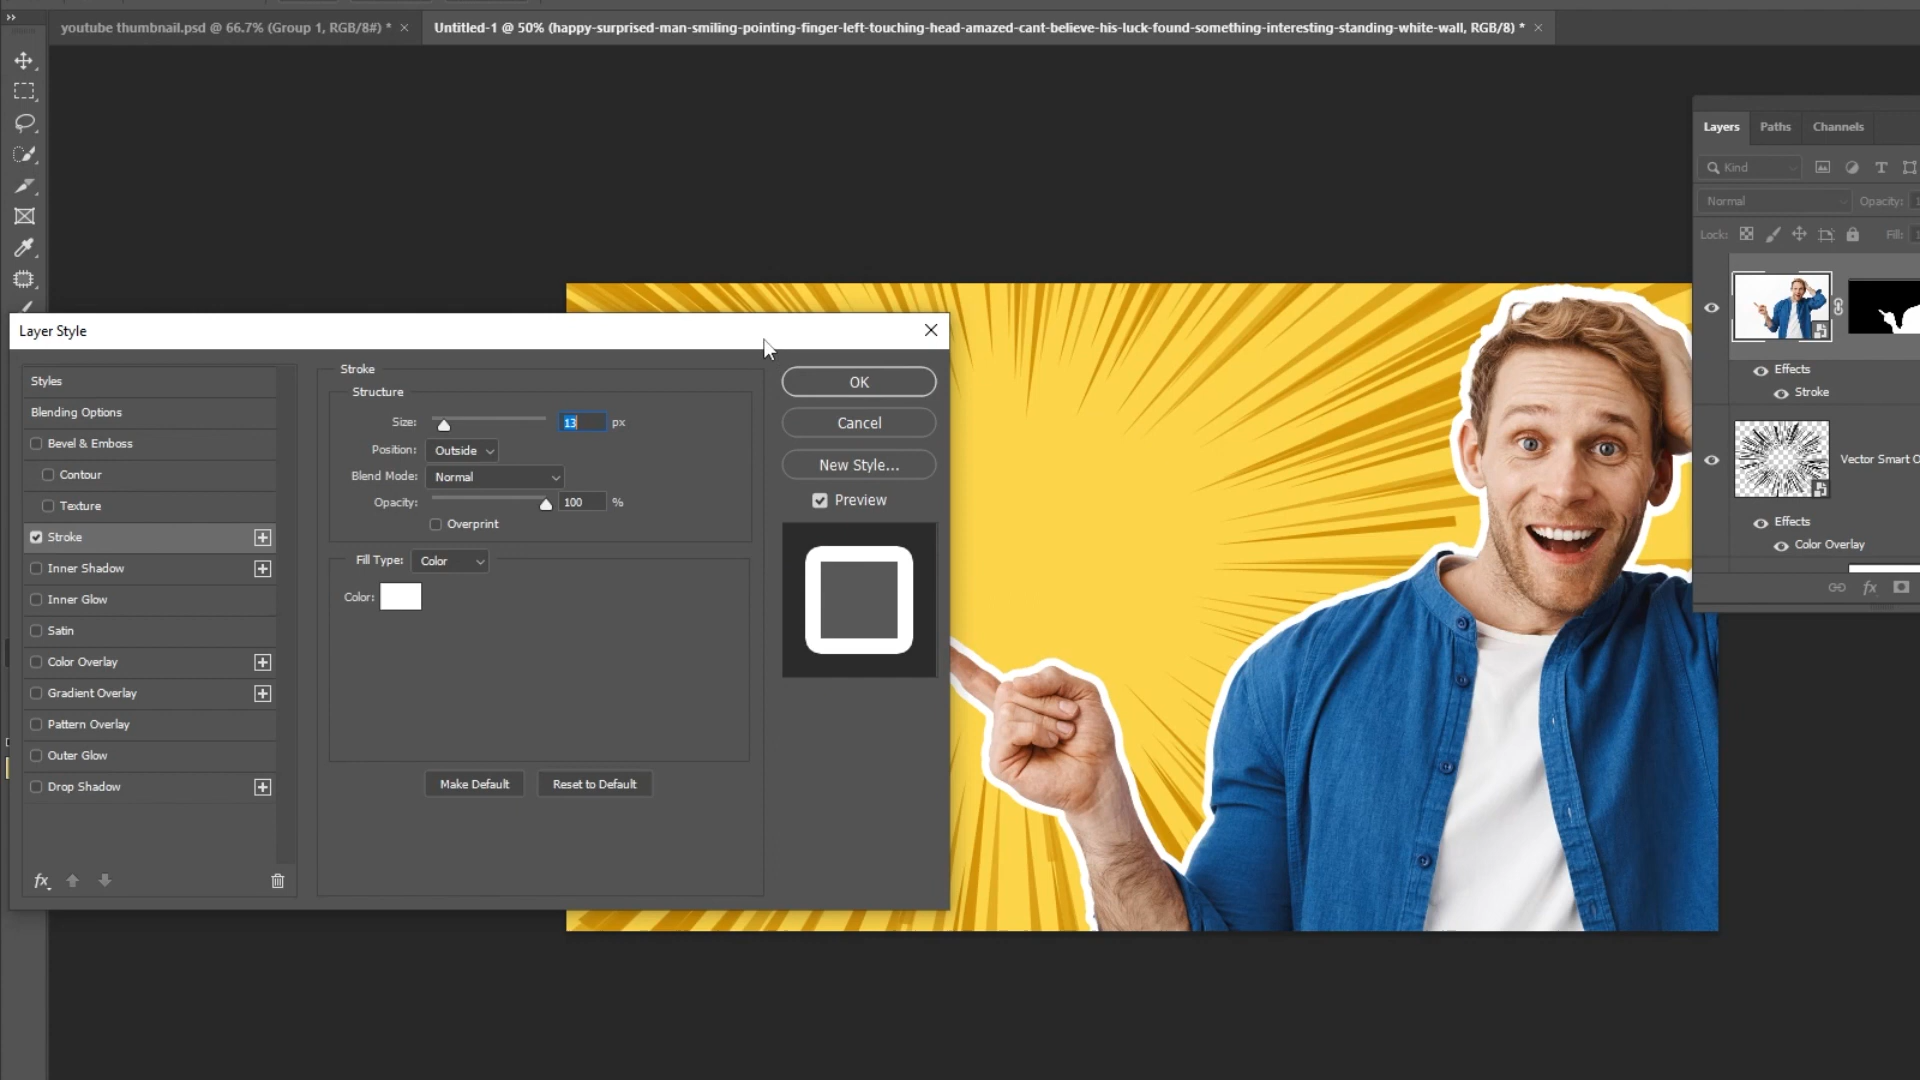 youtube thumbnail.psd @ 66.7% (Group 1, RGB/8#) *
Untitled-1 @ 50% (happy-surprised-man-smiling-pointing-finger-left-touching-head-amazed-cant-believe-his-luck-found-something-interesting-standing-white-wall, RGB/8) *
Layers Paths Channels
Kind
Normal Opacity: 1
Lock: Fill: 1
Effects
Stroke
Vector Smart O
Effects
Color Overlay
fx
Layer Style
Styles
Blending Options
Bevel & Emboss
Contour
Texture
Stroke
Inner Shadow
Inner Glow
Satin
Color Overlay
Gradient Overlay
Pattern Overlay
Outer Glow
Drop Shadow
fx
Stroke
Structure
Size: 13 px
Position: Outside
Blend Mode: Normal
Opacity: 100 %
Overprint
Fill Type: Color
Color:
Make Default Reset to Default
OK
Cancel
New Style...
Preview